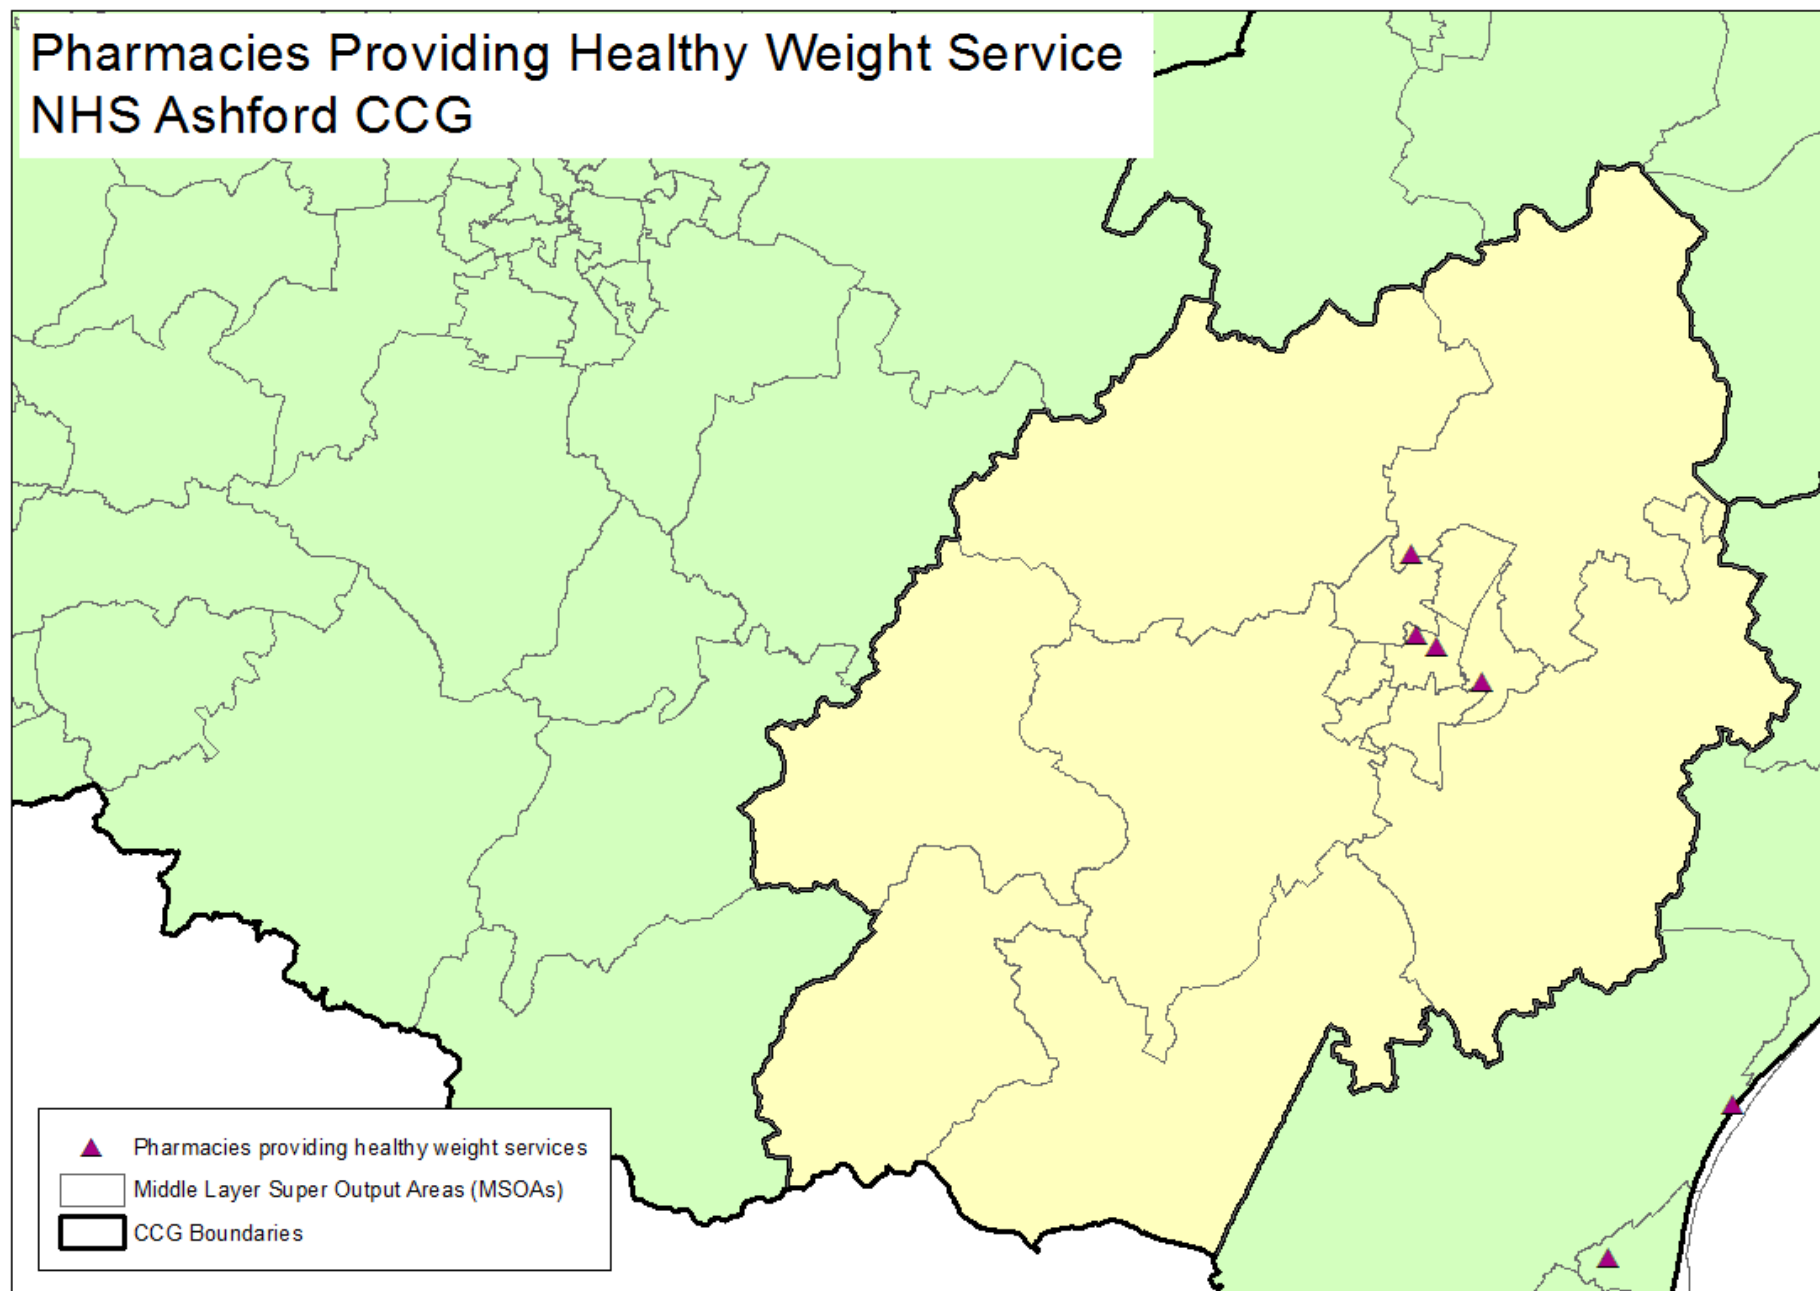 Pharmacies Providing Healthy Weight Service
NHS Ashford CCG
Pharmacies providing healthy weight services
Middle Layer Super Output Areas (MSOAs)
CCG Boundaries